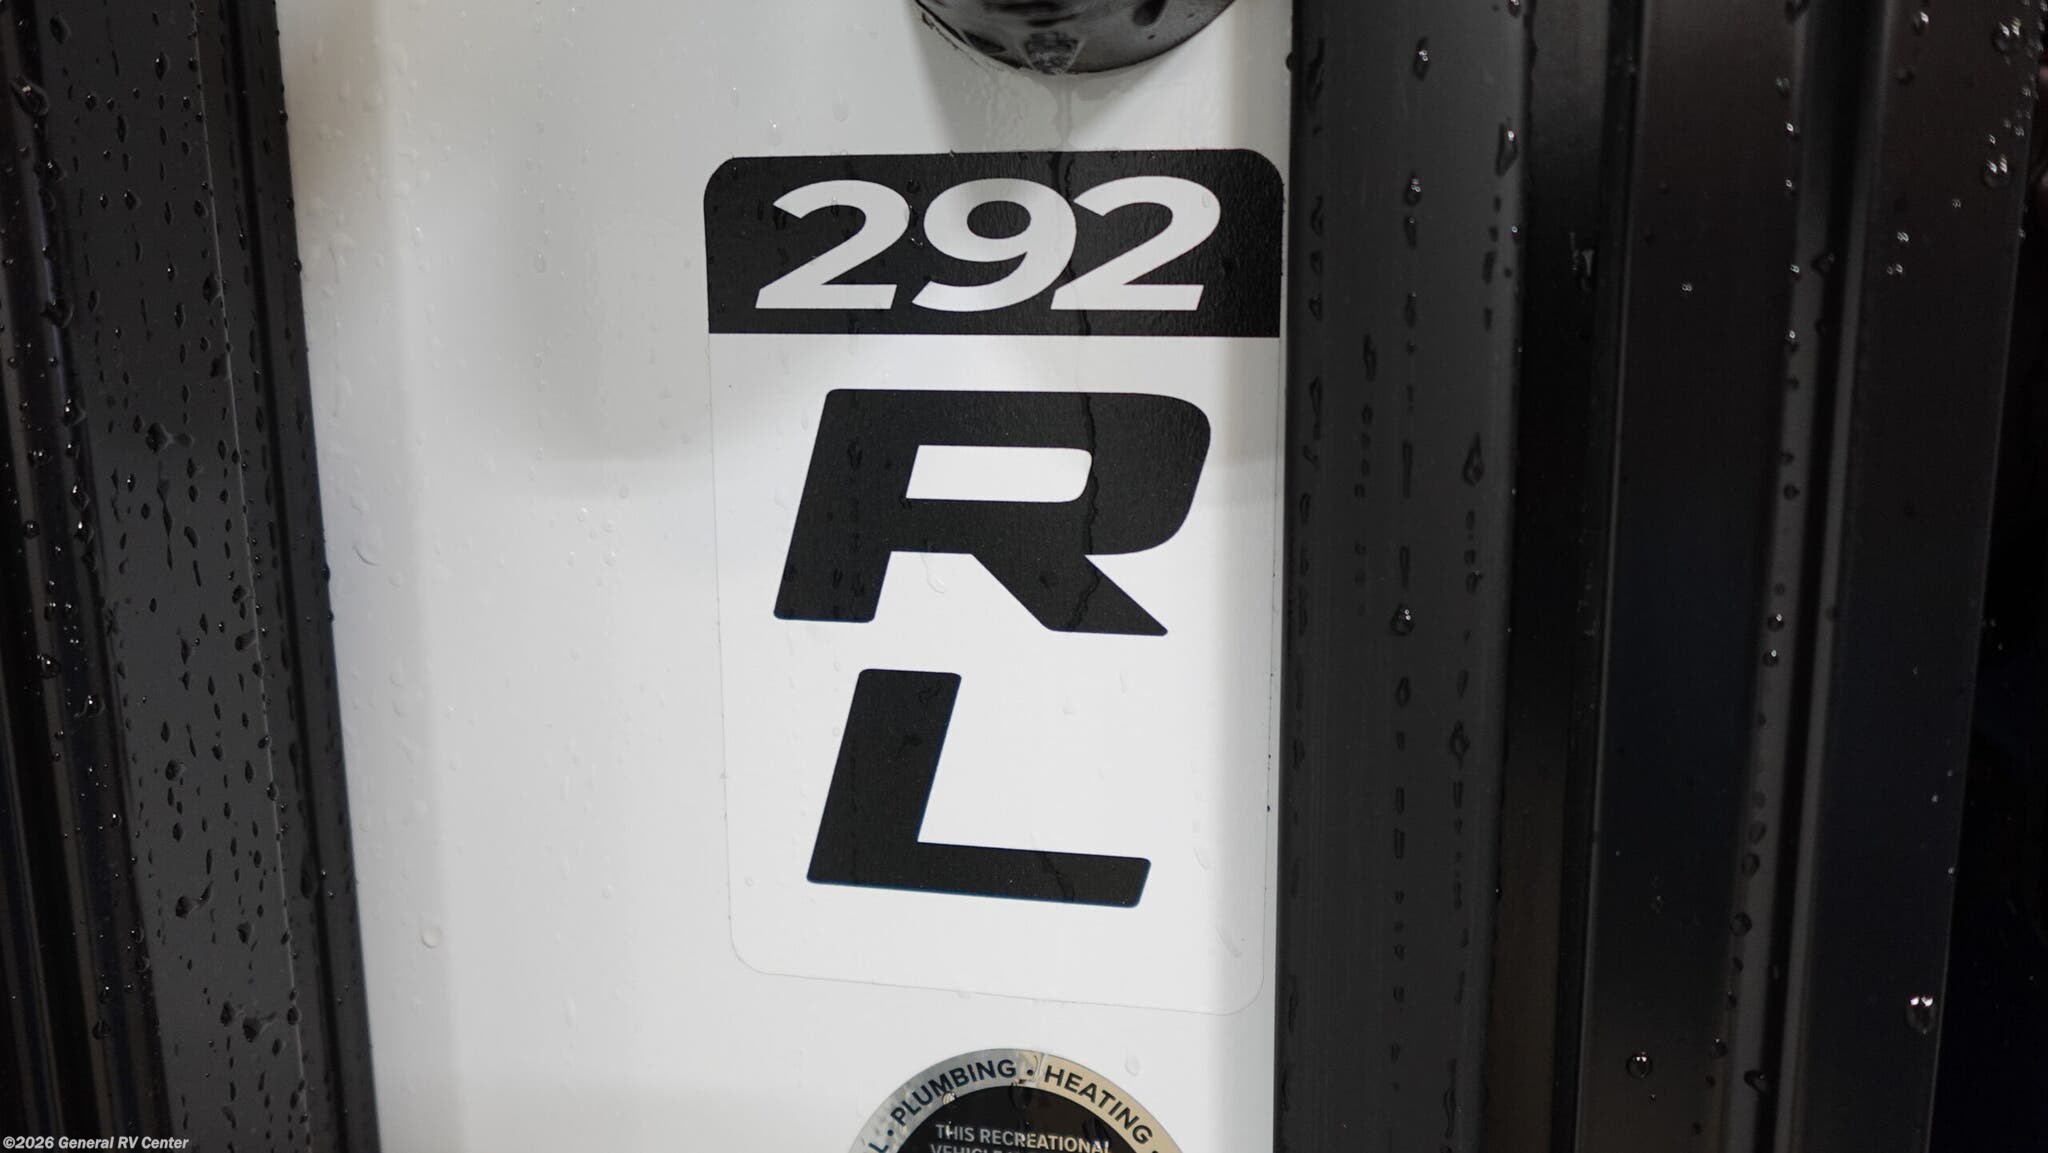 292
R
L
PLUMBING • HEATING
THIS RECREATIONAL
©2026 General RV Center